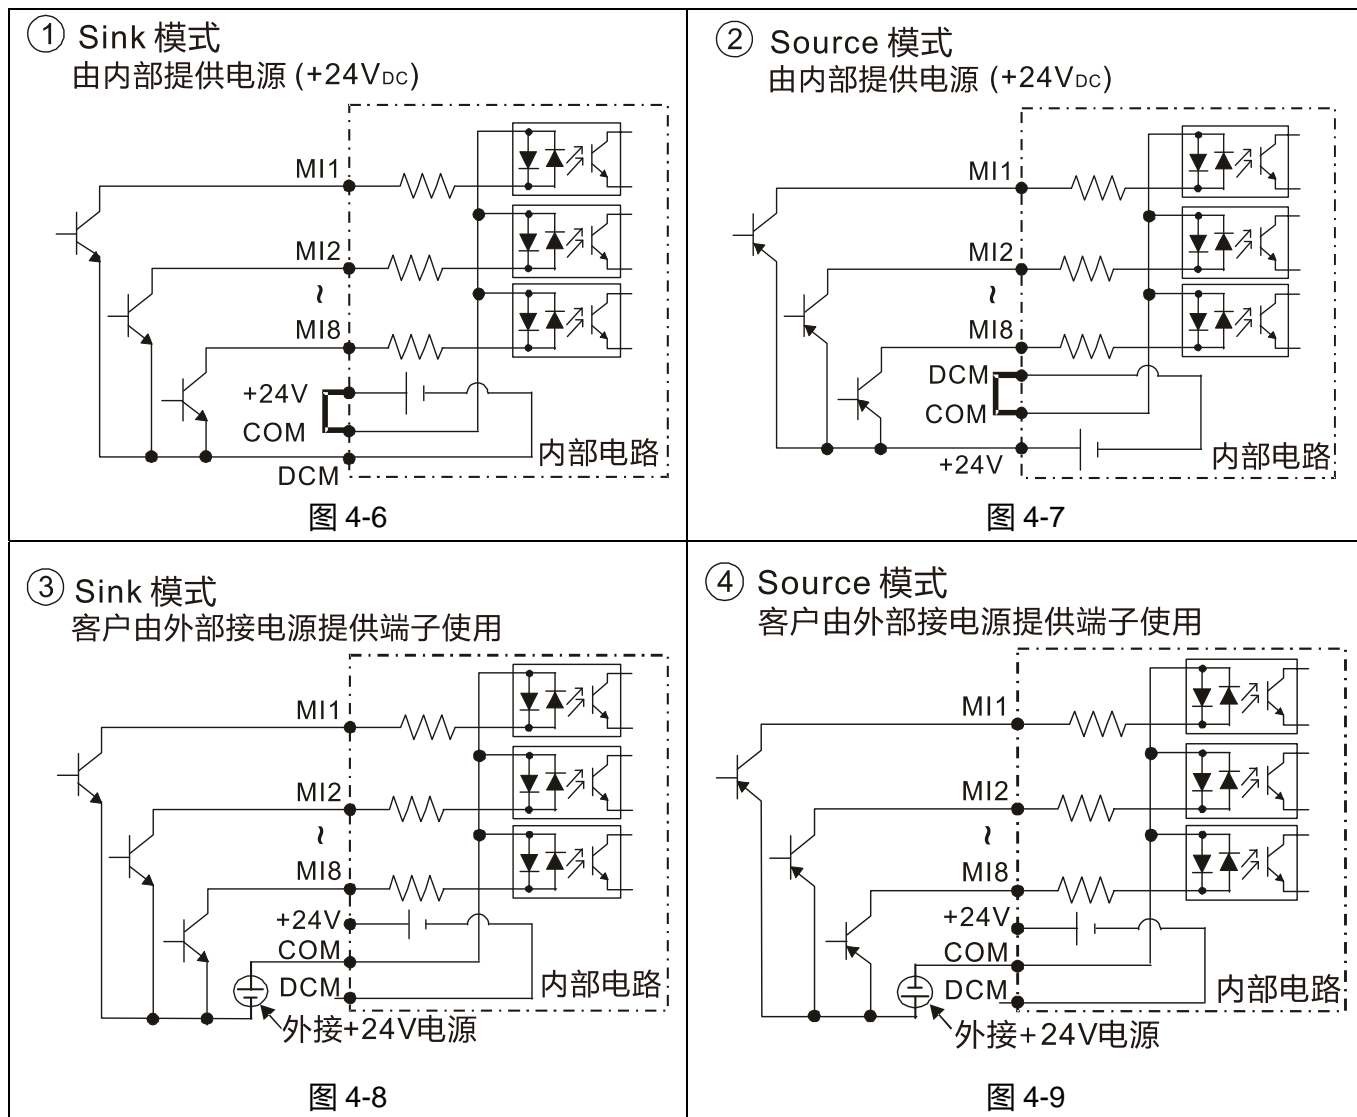 ① Sink 模式
由内部提供电源 (+24VDC)
MI1
MI2
~
MI8
+24V
COM
DCM
内部电路
图 4-6
② Source 模式
由内部提供电源 (+24VDC)
MI1
MI2
~
MI8
DCM
COM
+24V
内部电路
图 4-7
③ Sink 模式
客户由外部接电源提供端子使用
MI1
MI2
~
MI8
+24V
COM
DCM
内部电路
外接+24V电源
图 4-8
④ Source 模式
客户由外部接电源提供端子使用
MI1
MI2
~
MI8
+24V
COM
DCM
内部电路
外接+24V电源
图 4-9